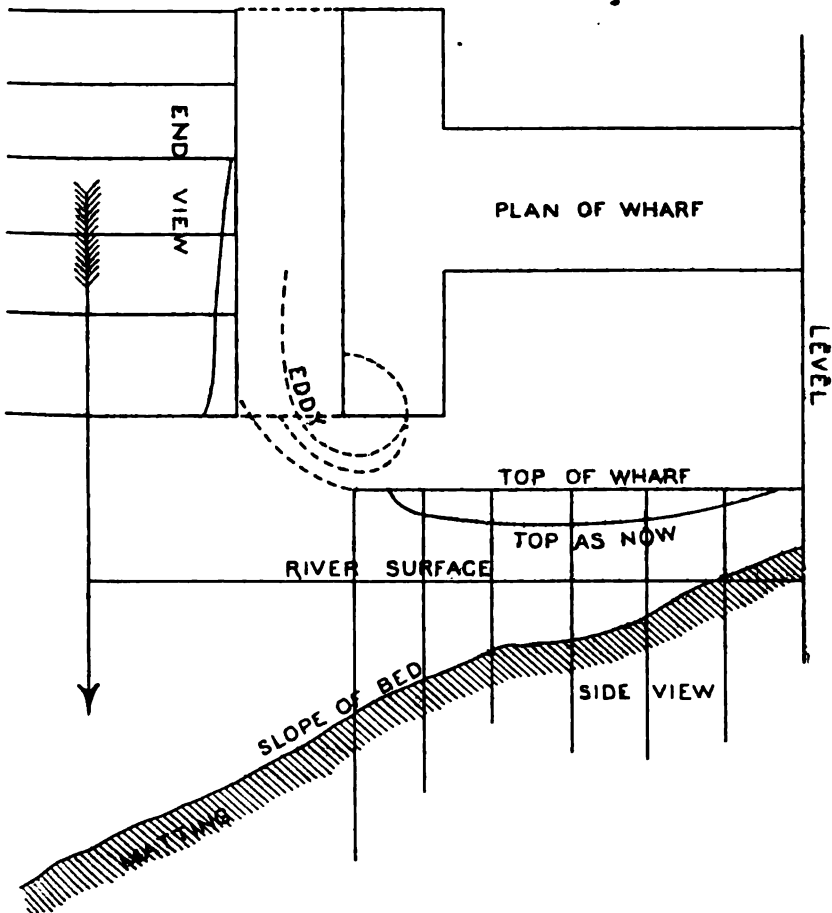 END VIEW
PLAN OF WHARF
LEVEL
EDDY
TOP OF WHARF
TOP AS NOW
RIVER SURFACE
SLOPE OF BED
SIDE VIEW
MATTING